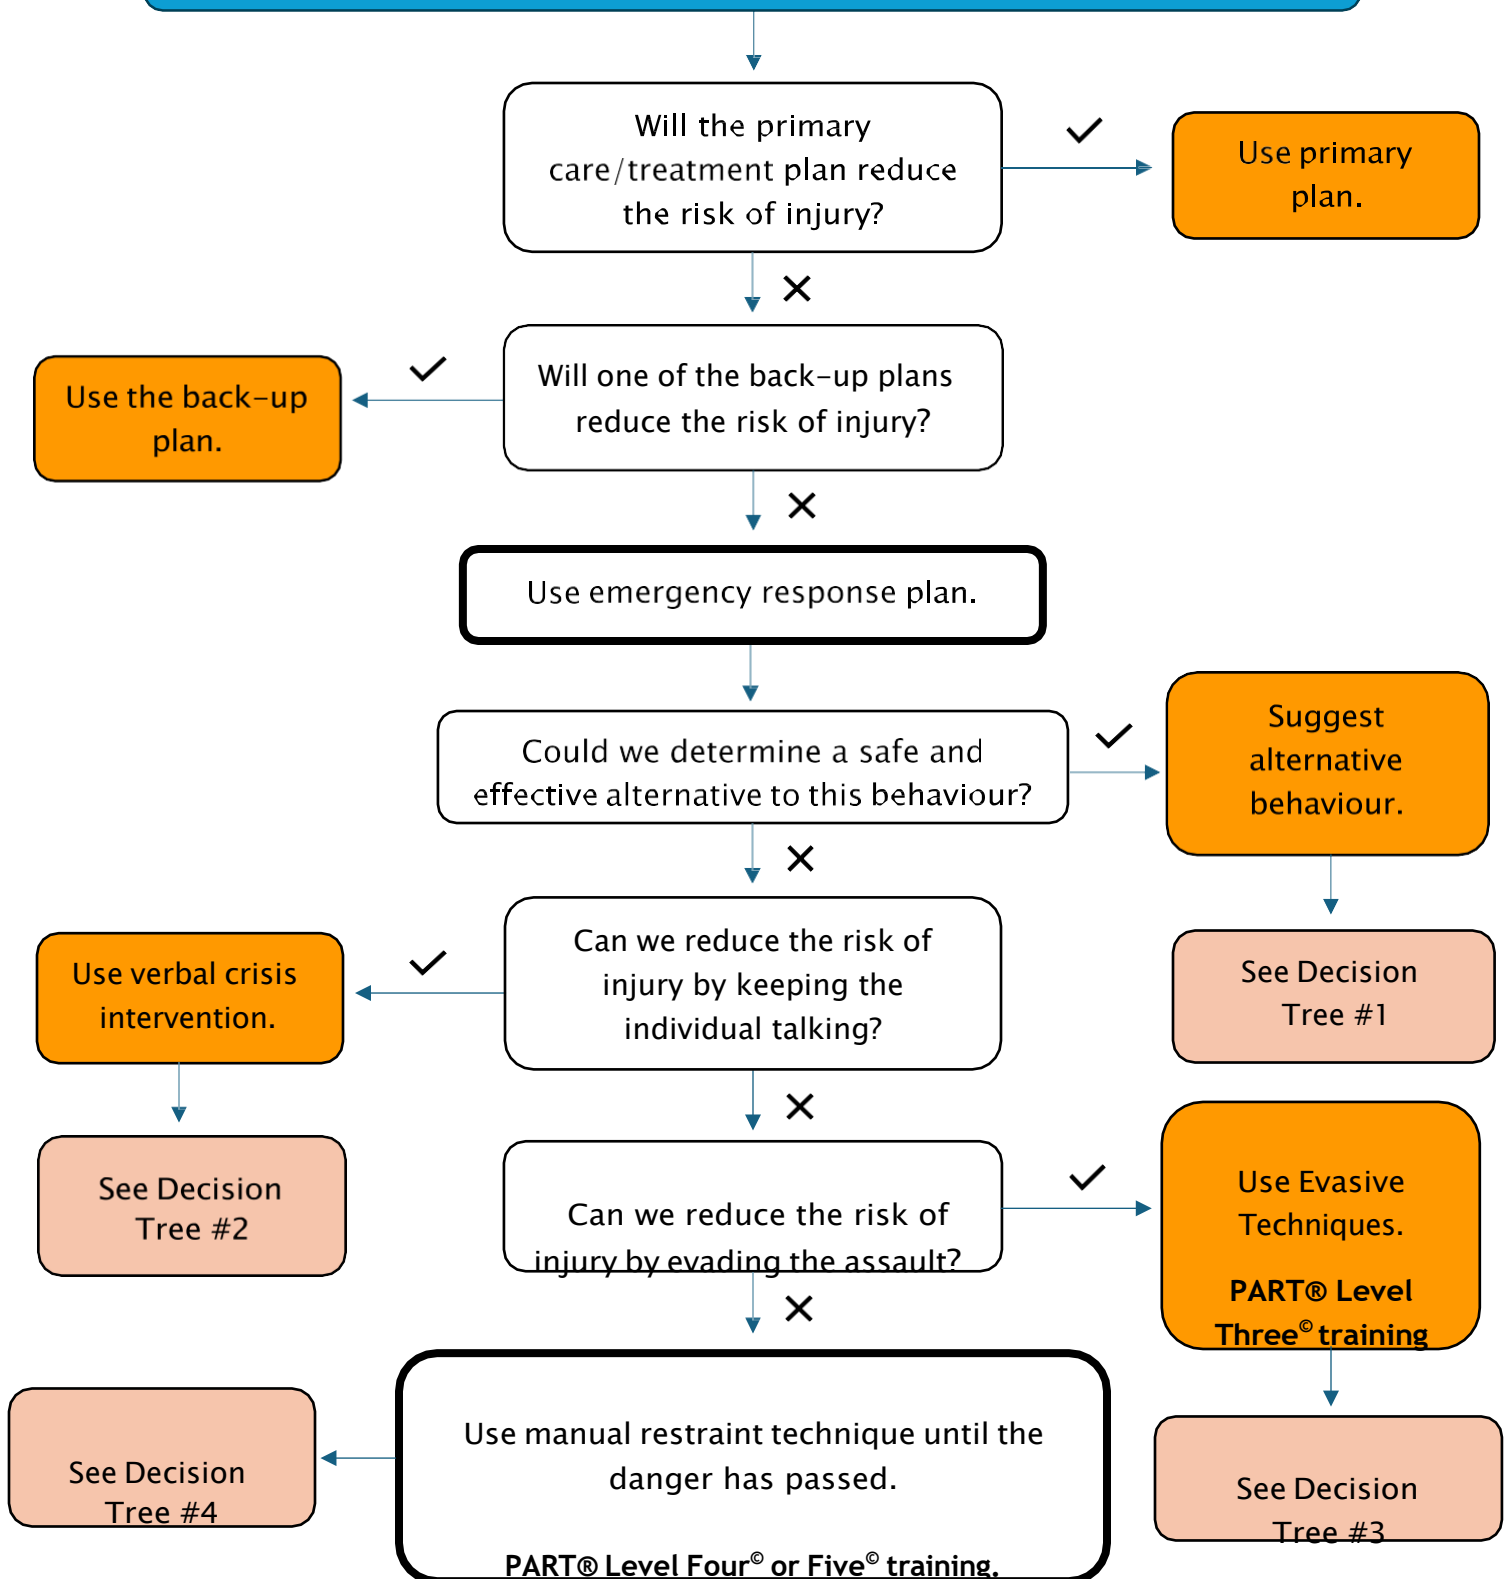 Will the primary
care/treatment plan reduce
the risk of injury?
Use primary
plan.
Will one of the back-up plans
reduce the risk of injury?
Use the back-up
plan.
Use emergency response plan.
Could we determine a safe and
effective alternative to this behaviour?
Suggest
alternative
behaviour.
See Decision
Tree #1
Can we reduce the risk of
injury by keeping the
individual talking?
Use verbal crisis
intervention.
See Decision
Tree #2
Can we reduce the risk of
injury by evading the assault?
Use Evasive
Techniques.
PART® Level
Three© training
See Decision
Tree #3
Use manual restraint technique until the
danger has passed.
PART® Level Four© or Five© training.
See Decision
Tree #4